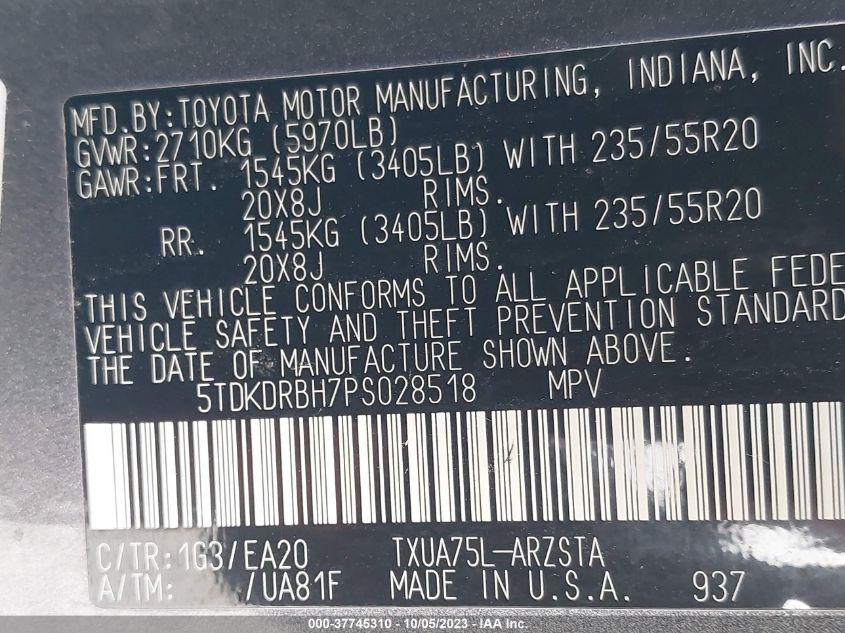 MFD.BY:TOYOTA MOTOR MANUFACTURING, INDIANA, INC.
GVWR:2710KG (5970LB)
GAWR:FRT. 1545KG (3405LB) WITH 235/55R20
20X8J RIMS.
RR. 1545KG (3405LB) WITH 235/55R20
20X8J RIMS.
THIS VEHICLE CONFORMS TO ALL APPLICABLE FEDE
VEHICLE SAFETY AND THEFT PREVENTION STANDARD
THE DATE OF MANUFACTURE SHOWN ABOVE.
5TDKDRBH7PS028518 MPV
C/TR:1G3/EA20 TXUA75L-ARZSTA
A/TM: /UA81F MADE IN U.S.A. 937
000-37745310 - 10/05/2023 - IAA Inc.